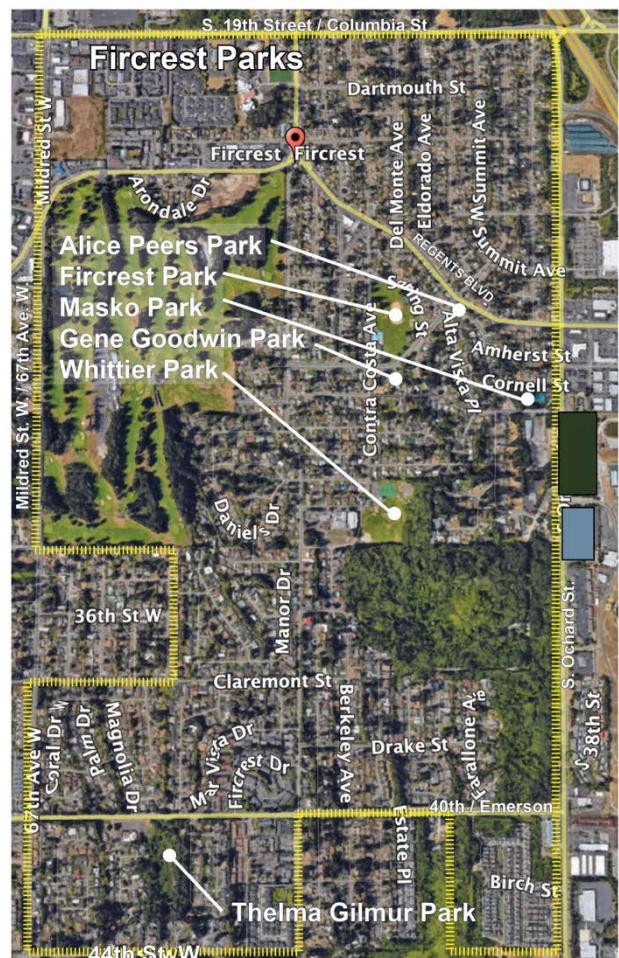 S. 19th Street / Columbia St
Fircrest Parks
Dartmouth St
Mildred St W
Fircrest Fircrest
Arondale Dr
Del Monte Ave
Eldorado Ave
Summit Ave
S W Summit Ave
REGENTS BLVD
Alice Peers Park
Fircrest Park
Masko Park
Gene Goodwin Park
Whittier Park
Spring St
Contra Costa Ave
Alta Vista Pl
Amherst St
Cornell St
Mildred St. W. / 67th Ave. W.
Daniels Dr
36th St W
Manor Dr
S. Ochard St.
Claremont St
67th Ave W
Coral Dr W
Palm Dr
Magnolia Dr
Mar Vista Dr
Fircrest Dr
Berkeley Ave
Drake St
Farallone Av
S 38th St
40th / Emerson
Estate Pl
Birch St
Thelma Gilmur Park
44th St W